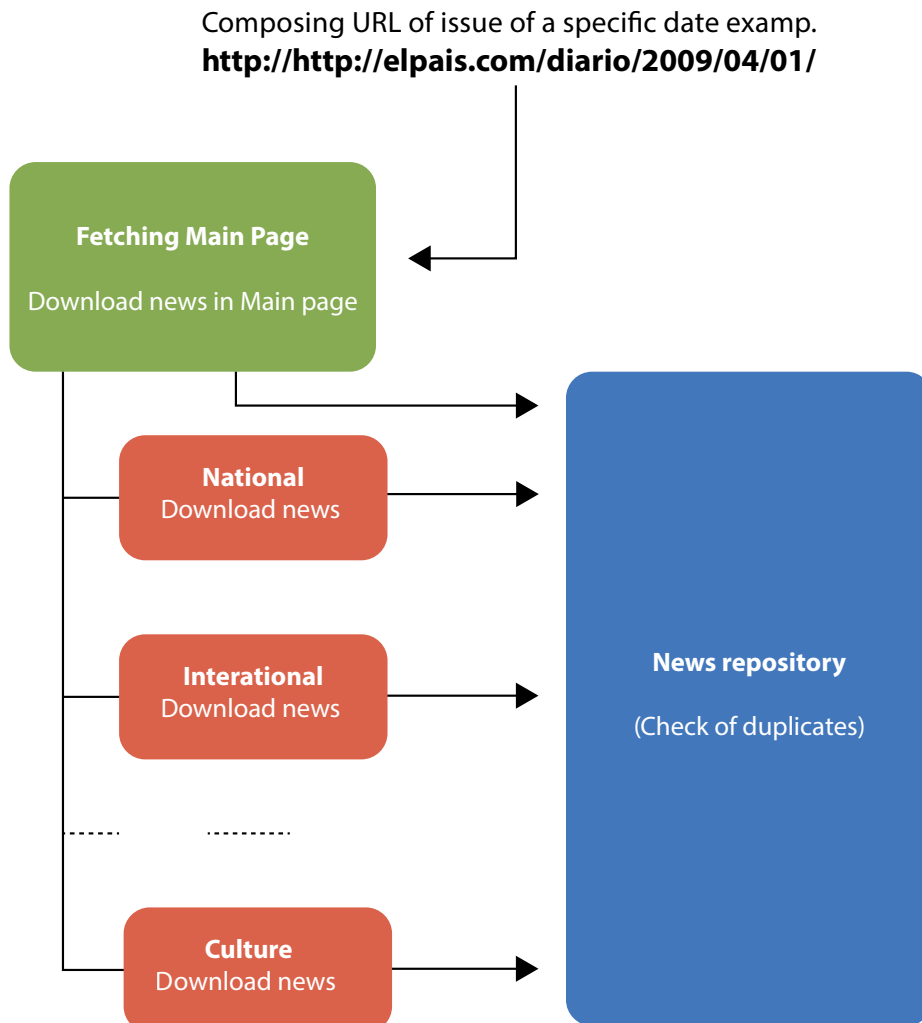 Composing URL of issue of a specific date examp.
http://http://elpais.com/diario/2009/04/01/
Fetching Main Page
Download news in Main page
National
Download news
Interational
Download news
News repository
(Check of duplicates)
Culture
Download news